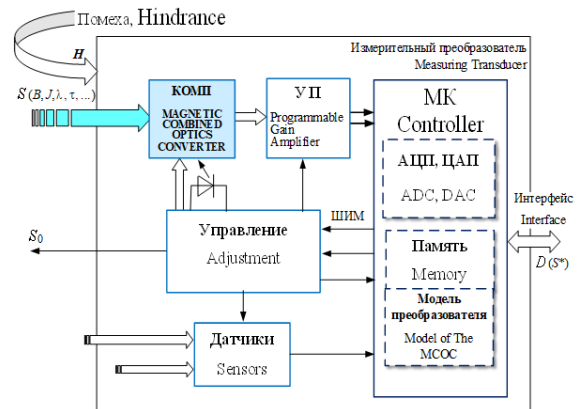 Помеха, Hindrance
H
Измерительный преобразователь
Measuring Transducer
S(B, J, λ, τ, ...)
КОМП
MAGNETIC
COMBINED
OPTICS
CONVERTER
УП
Programmable
Gain
Amplifier
МК
Controller
АЦП, ЦАП
ADC, DAC
Интерфейс
Interface
D(S*)
ШИМ
S0
Управление
Adjustment
Память
Memory
Модель
преобразователя
Model of The
MCOC
Датчики
Sensors